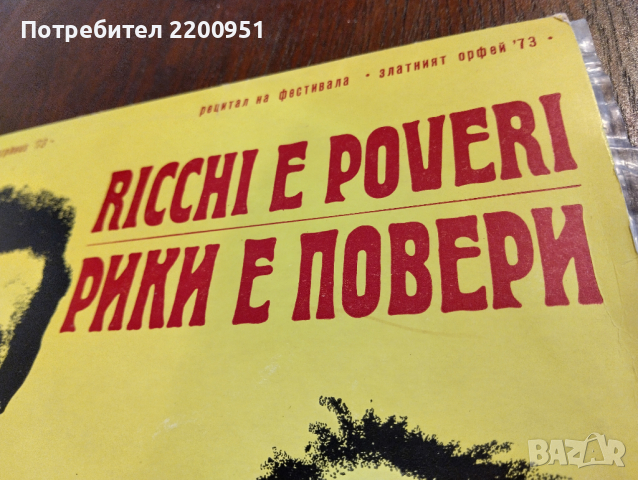 Потребител 2200951
рецитал на фестивала - златният орфей '73 -
RICCHI E POVERI
РИКИ Е ПОВЕРИ
BAZAR